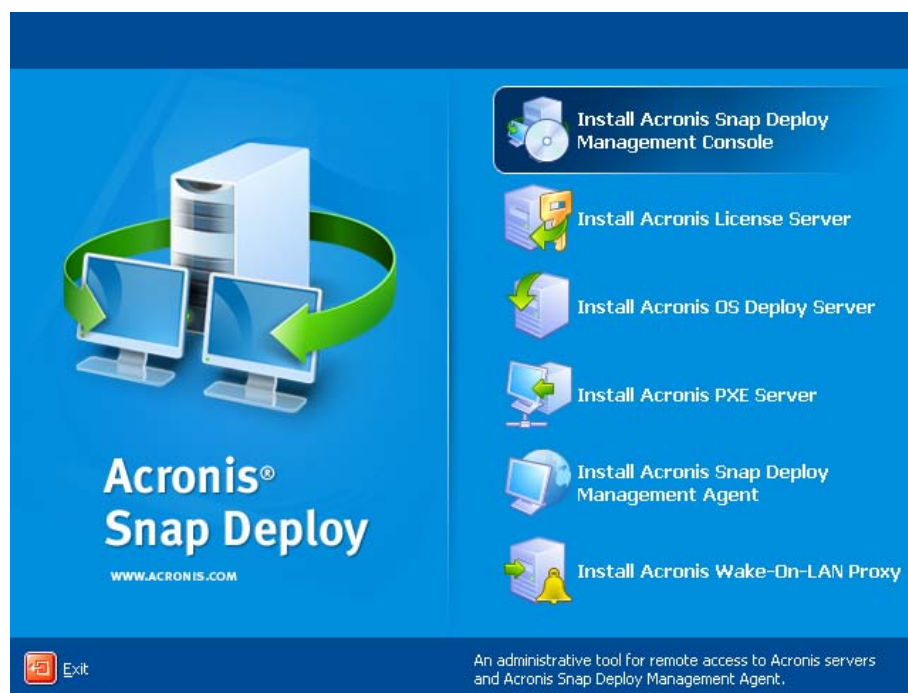 Install Acronis Snap Deploy
Management Console
Install Acronis License Server
Install Acronis OS Deploy Server
Install Acronis PXE Server
Install Acronis Snap Deploy
Management Agent
Install Acronis Wake-On-LAN Proxy
Acronis®
Snap Deploy
WWW.ACRONIS.COM
Exit
An administrative tool for remote access to Acronis servers
and Acronis Snap Deploy Management Agent.